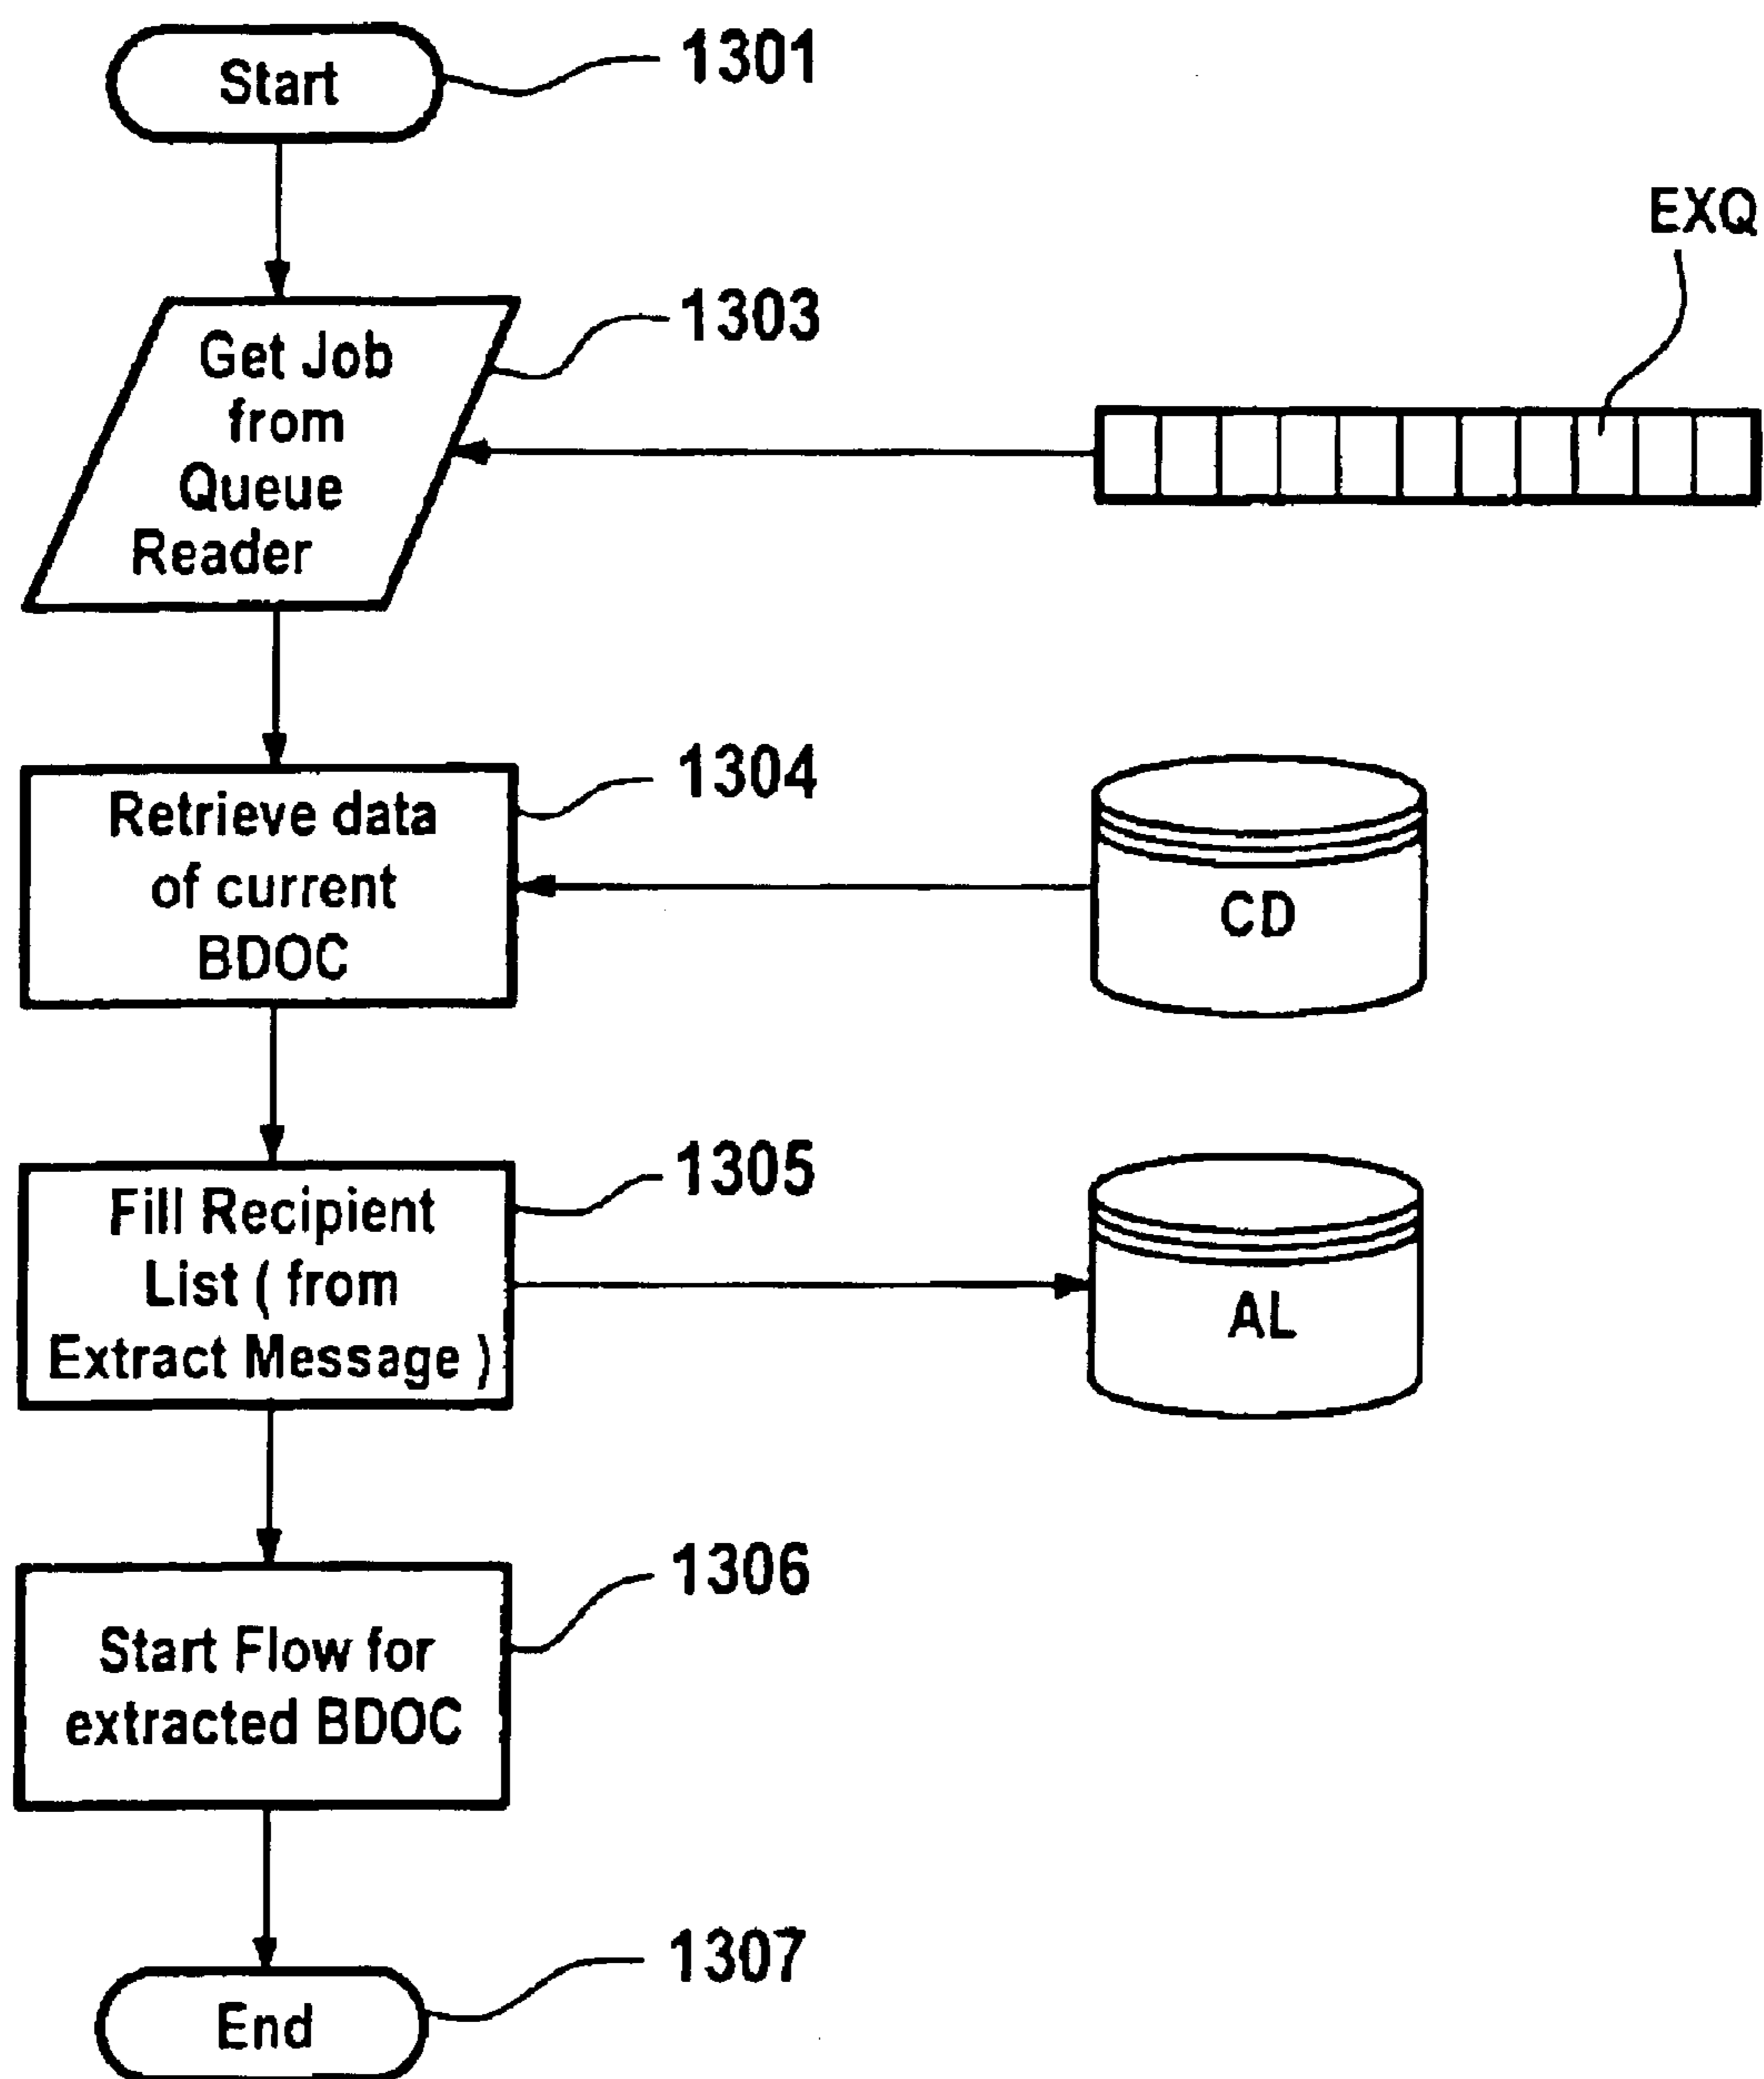 Start
1301
EXQ
Get Job
from
Queue
Reader
1303
Retrieve data
of current
BDOC
1304
CD
Fill Recipient
List ( from
Extract Message )
1305
AL
Start Flow for
extracted BDOC
1306
End
1307